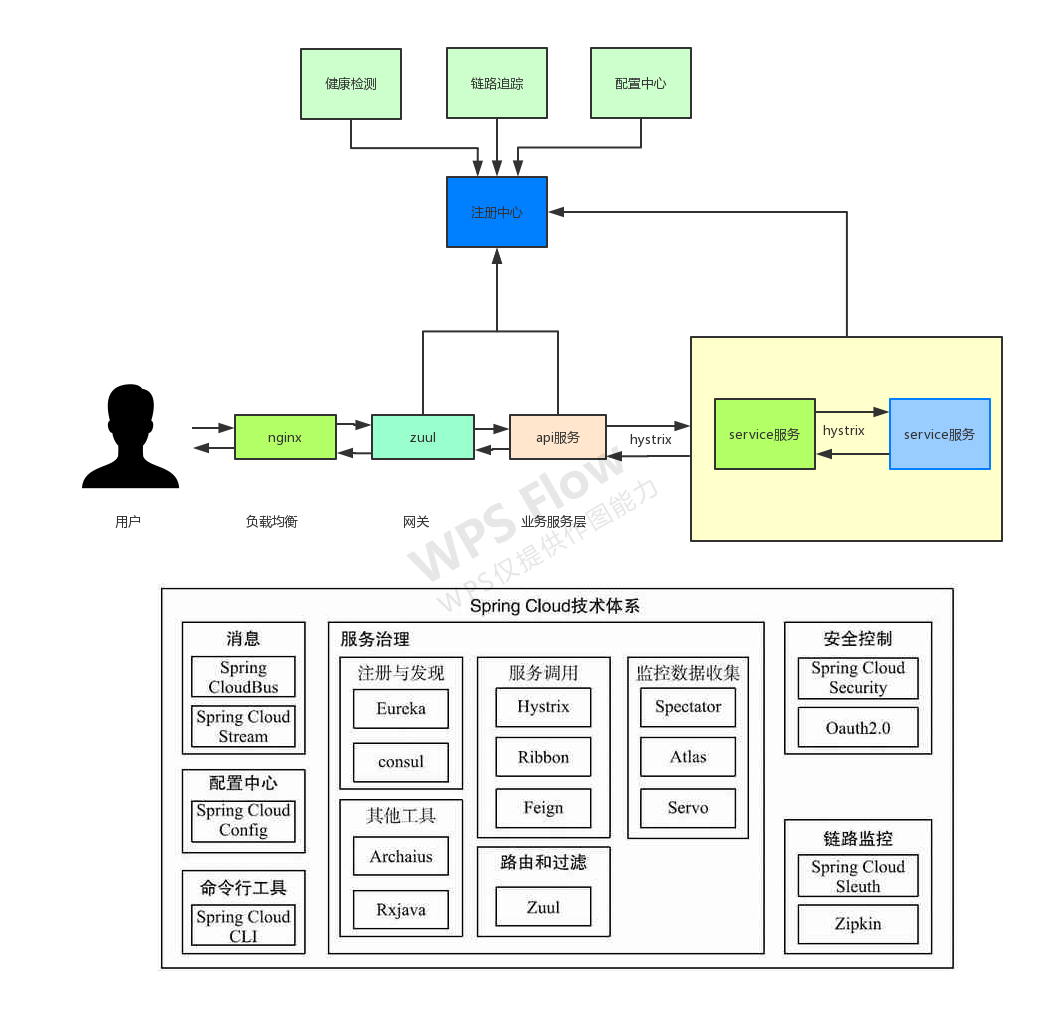 健康检测
链路追踪
配置中心
注册中心
nginx
zuul
api服务
hystrix
service服务
hystrix
service服务
用户
负载均衡
网关
业务服务层
WPS Flow
WPS仅提供作图能力
Spring Cloud技术体系
消息
Spring
CloudBus
Spring Cloud
Stream
配置中心
Spring Cloud
Config
命令行工具
Spring Cloud
CLI
服务治理
注册与发现
Eureka
consul
其他工具
Archaius
Rxjava
服务调用
Hystrix
Ribbon
Feign
路由和过滤
Zuul
监控数据收集
Spectator
Atlas
Servo
安全控制
Spring Cloud
Security
Oauth2.0
链路监控
Spring Cloud
Sleuth
Zipkin